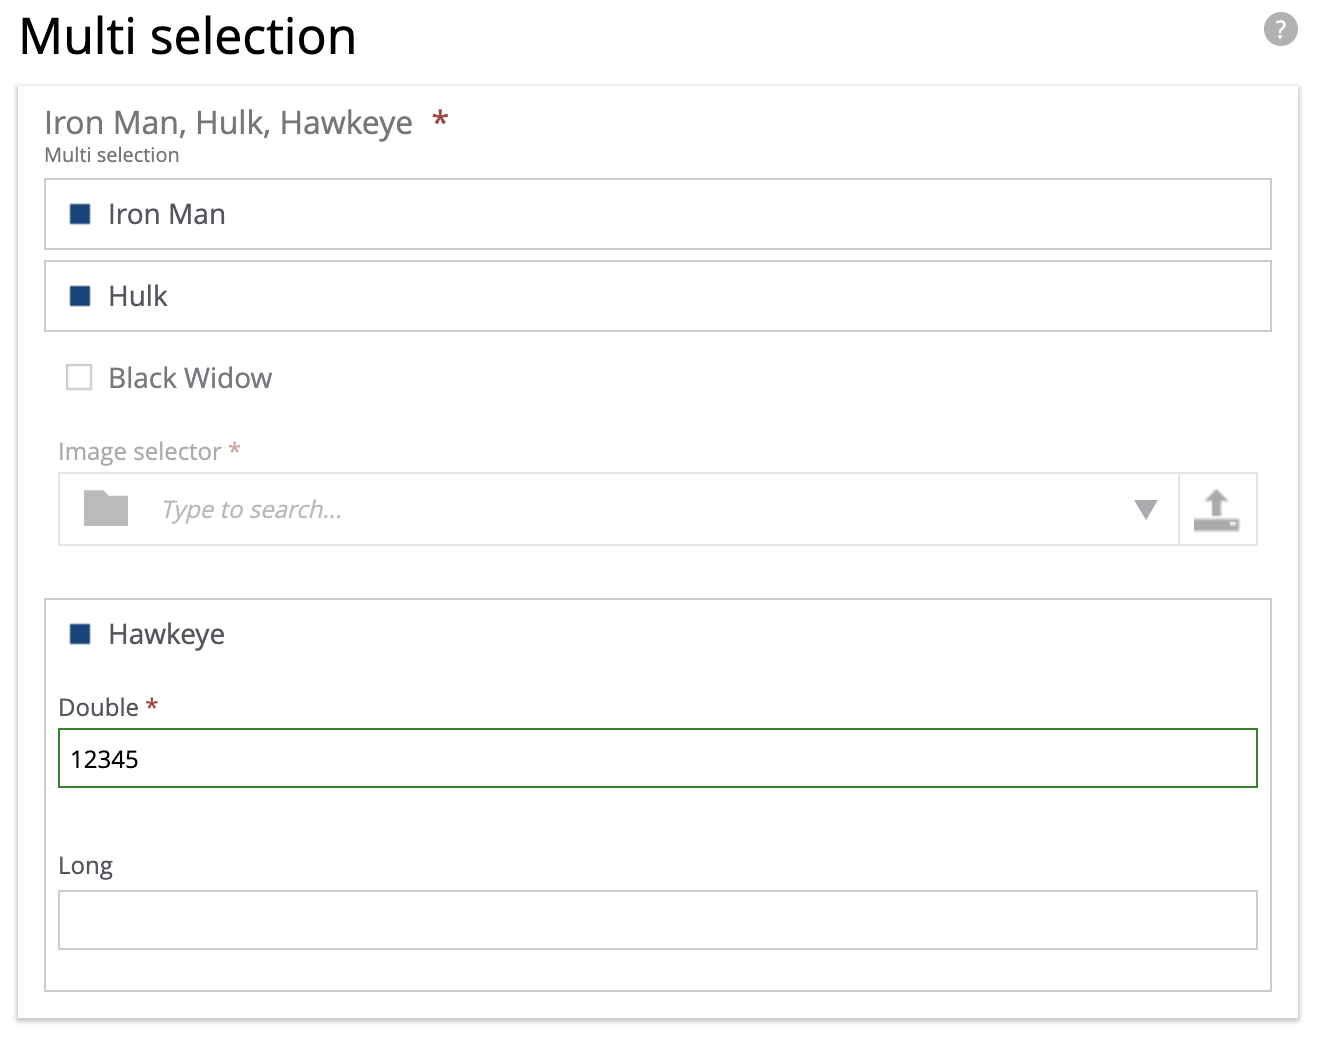 Multi selection
?
Iron Man, Hulk, Hawkeye *
Multi selection
Iron Man
Hulk
Black Widow
Image selector *
Type to search...
Hawkeye
Double *
12345
Long